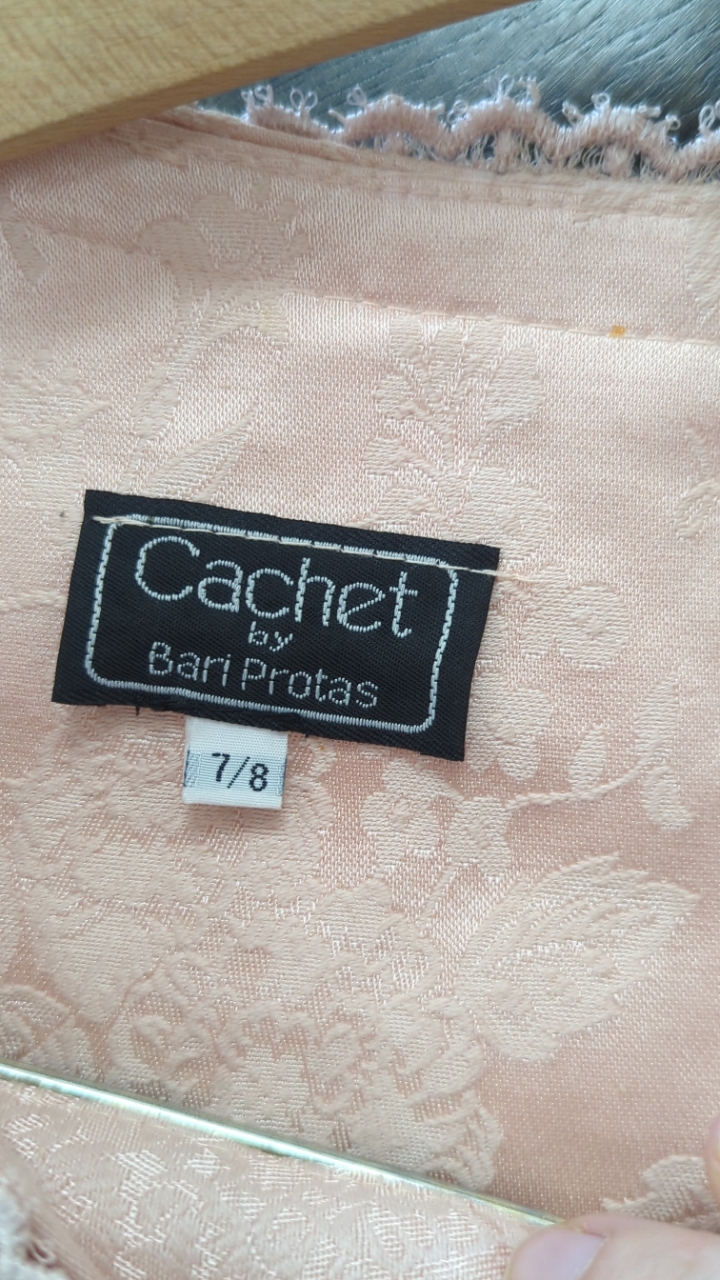 Cachet
by
Bari Protas
7/8